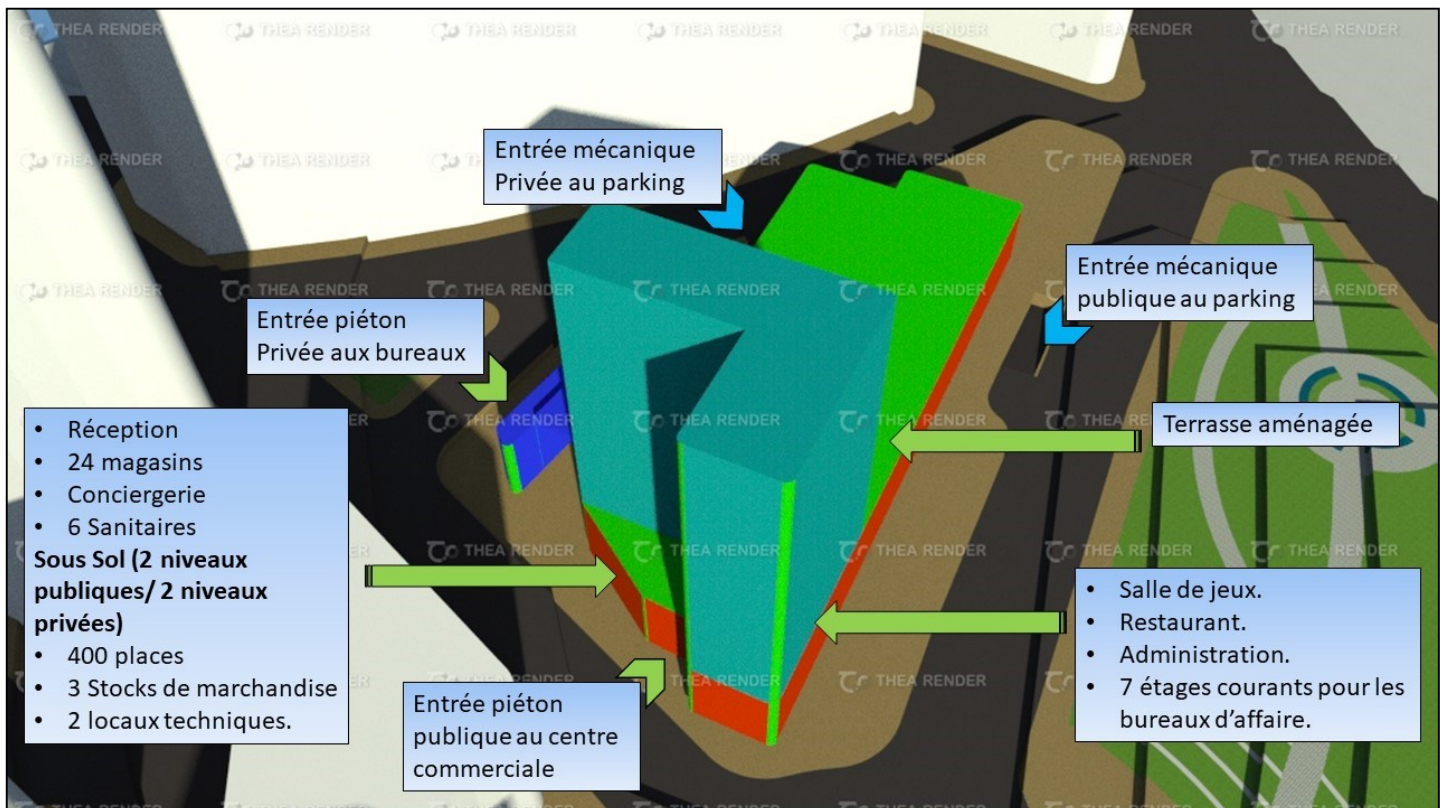 Entrée mécanique
Privée au parking
Entrée mécanique
publique au parking
Entrée piéton
Privée aux bureaux
• Réception
• 24 magasins
• Conciergerie
• 6 Sanitaires
Sous Sol (2 niveaux
publiques/ 2 niveaux
privées)
• 400 places
• 3 Stocks de marchandise
• 2 locaux techniques.
Terrasse aménagée
• Salle de jeux.
• Restaurant.
• Administration.
• 7 étages courants pour les
bureaux d’affaire.
Entrée piéton
publique au centre
commerciale
THEA RENDER